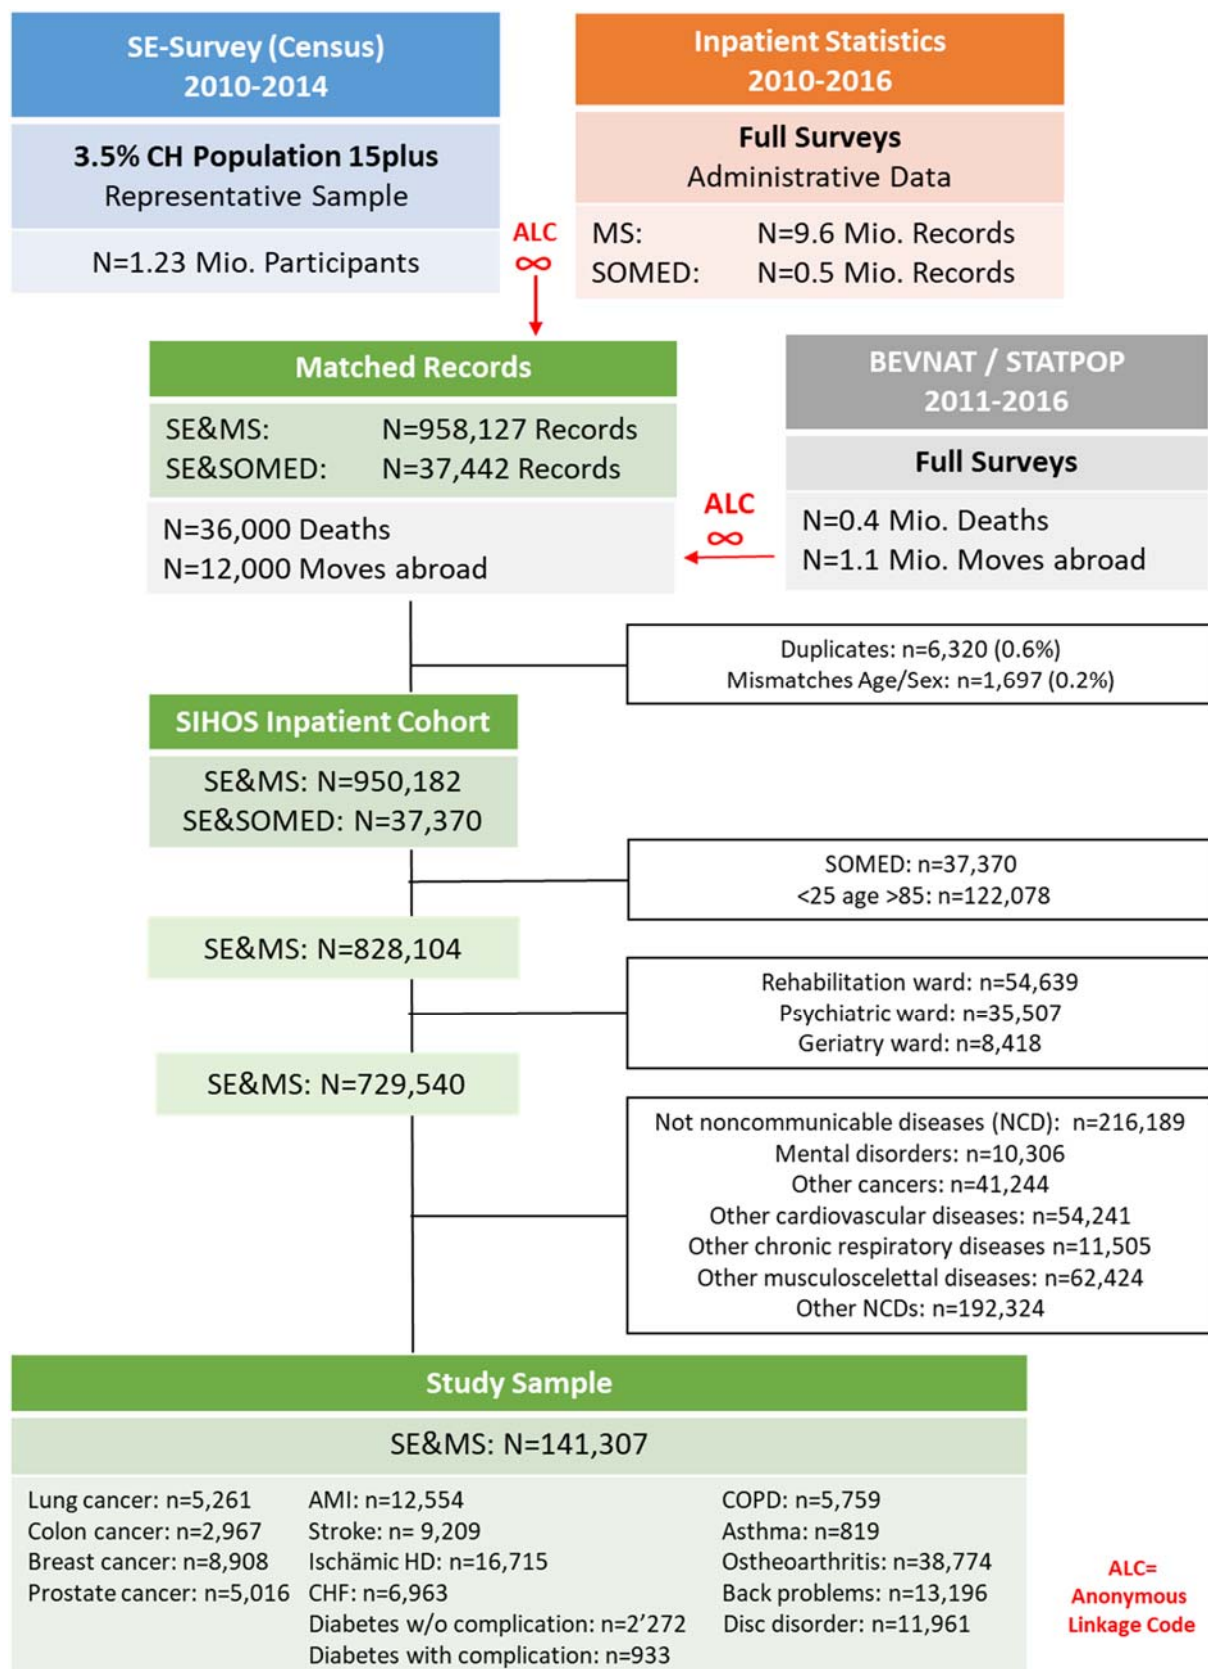 SE-Survey (Census)
2010-2014
3.5% CH Population 15plus
Representative Sample
N=1.23 Mio. Participants
Inpatient Statistics
2010-2016
Full Surveys
Administrative Data
MS: N=9.6 Mio. Records
SOMED: N=0.5 Mio. Records
ALC
∞
Matched Records
SE&MS: N=958,127 Records
SE&SOMED: N=37,442 Records
N=36,000 Deaths
N=12,000 Moves abroad
BEVNAT / STATPOP
2011-2016
Full Surveys
N=0.4 Mio. Deaths
N=1.1 Mio. Moves abroad
ALC
∞
Duplicates: n=6,320 (0.6%)
Mismatches Age/Sex: n=1,697 (0.2%)
SIHOS Inpatient Cohort
SE&MS: N=950,182
SE&SOMED: N=37,370
SOMED: n=37,370
<25 age >85: n=122,078
SE&MS: N=828,104
Rehabilitation ward: n=54,639
Psychiatric ward: n=35,507
Geriatry ward: n=8,418
SE&MS: N=729,540
Not noncommunicable diseases (NCD): n=216,189
Mental disorders: n=10,306
Other cancers: n=41,244
Other cardiovascular diseases: n=54,241
Other chronic respiratory diseases n=11,505
Other musculoscelettal diseases: n=62,424
Other NCDs: n=192,324
Study Sample
SE&MS: N=141,307
Lung cancer: n=5,261
Colon cancer: n=2,967
Breast cancer: n=8,908
Prostate cancer: n=5,016
AMI: n=12,554
Stroke: n= 9,209
Ischämic HD: n=16,715
CHF: n=6,963
Diabetes w/o complication: n=2’272
Diabetes with complication: n=933
COPD: n=5,759
Asthma: n=819
Ostheoarthritis: n=38,774
Back problems: n=13,196
Disc disorder: n=11,961
ALC=
Anonymous
Linkage Code